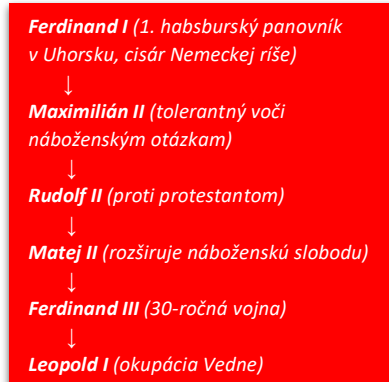 Ferdinand I (1. habsburský panovník
v Uhorsku, cisár Nemeckej ríše)
↓
Maximilián II (tolerantný voči
náboženským otázkam)
↓
Rudolf II (proti protestantom)
↓
Matej II (rozširuje náboženskú slobodu)
↓
Ferdinand III (30-ročná vojna)
↓
Leopold I (okupácia Vedne)